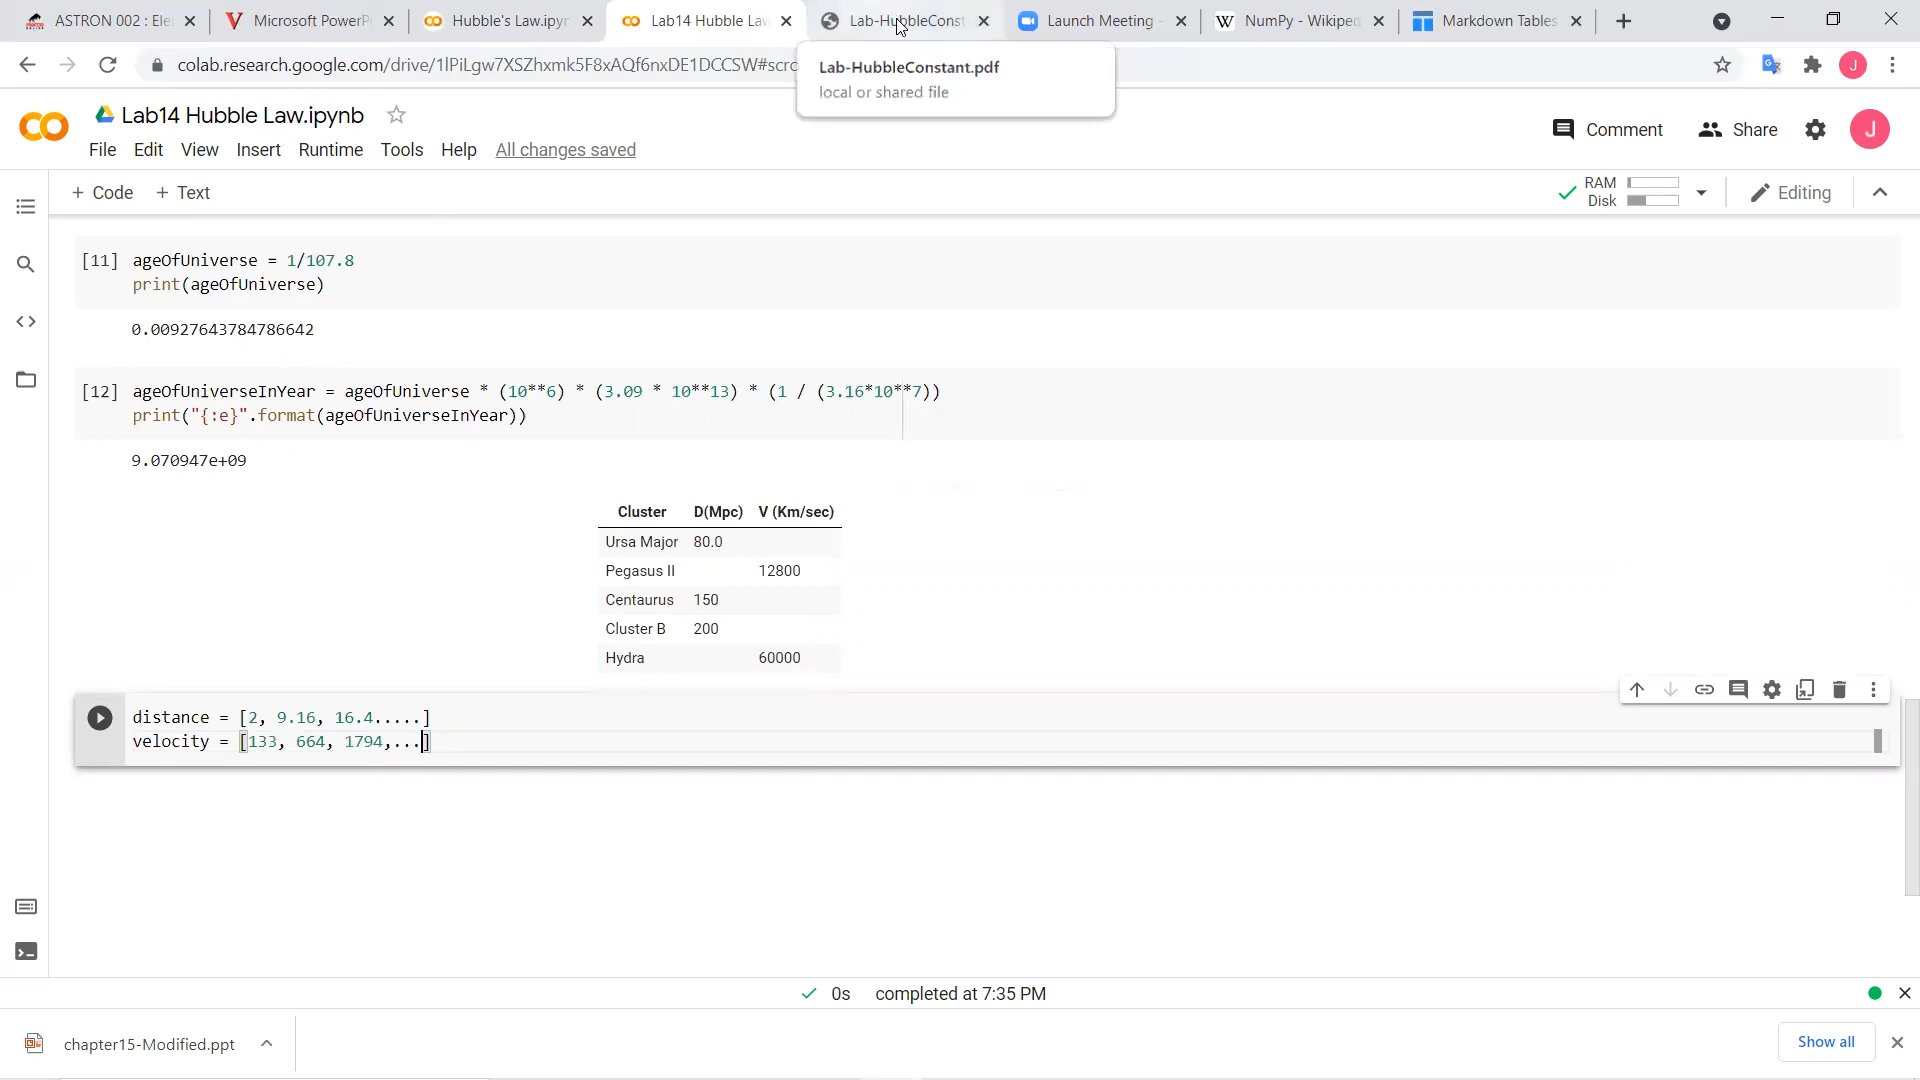 ASTRON 002 : Ele
Microsoft PowerP
Hubble's Law.ipyn
Lab14 Hubble Law
Lab-HubbleConst
Launch Meeting -
NumPy - Wikiped
Markdown Tables
colab.research.google.com/drive/1lPiLgw7XSZhxmk5F8xAQf6nxDE1DCCSW#scro
J
Lab-HubbleConstant.pdf
local or shared file
Lab14 Hubble Law.ipynb
Comment
Share
J
File Edit View Insert Runtime Tools Help All changes saved
+ Code + Text
RAM
Disk
Editing
[11] ageOfUniverse = 1/107.8
print(ageOfUniverse)
0.00927643784786642
[12] ageOfUniverseInYear = ageOfUniverse * (10**6) * (3.09 * 10**13) * (1 / (3.16*10**7))
print("{:e}".format(ageOfUniverseInYear))
9.070947e+09
Cluster D(Mpc) V (Km/sec)
Ursa Major 80.0
Pegasus II 12800
Centaurus 150
Cluster B 200
Hydra 60000
distance = [2, 9.16, 16.4.....]
velocity = [133, 664, 1794,...]
0s completed at 7:35 PM
chapter15-Modified.ppt
Show all